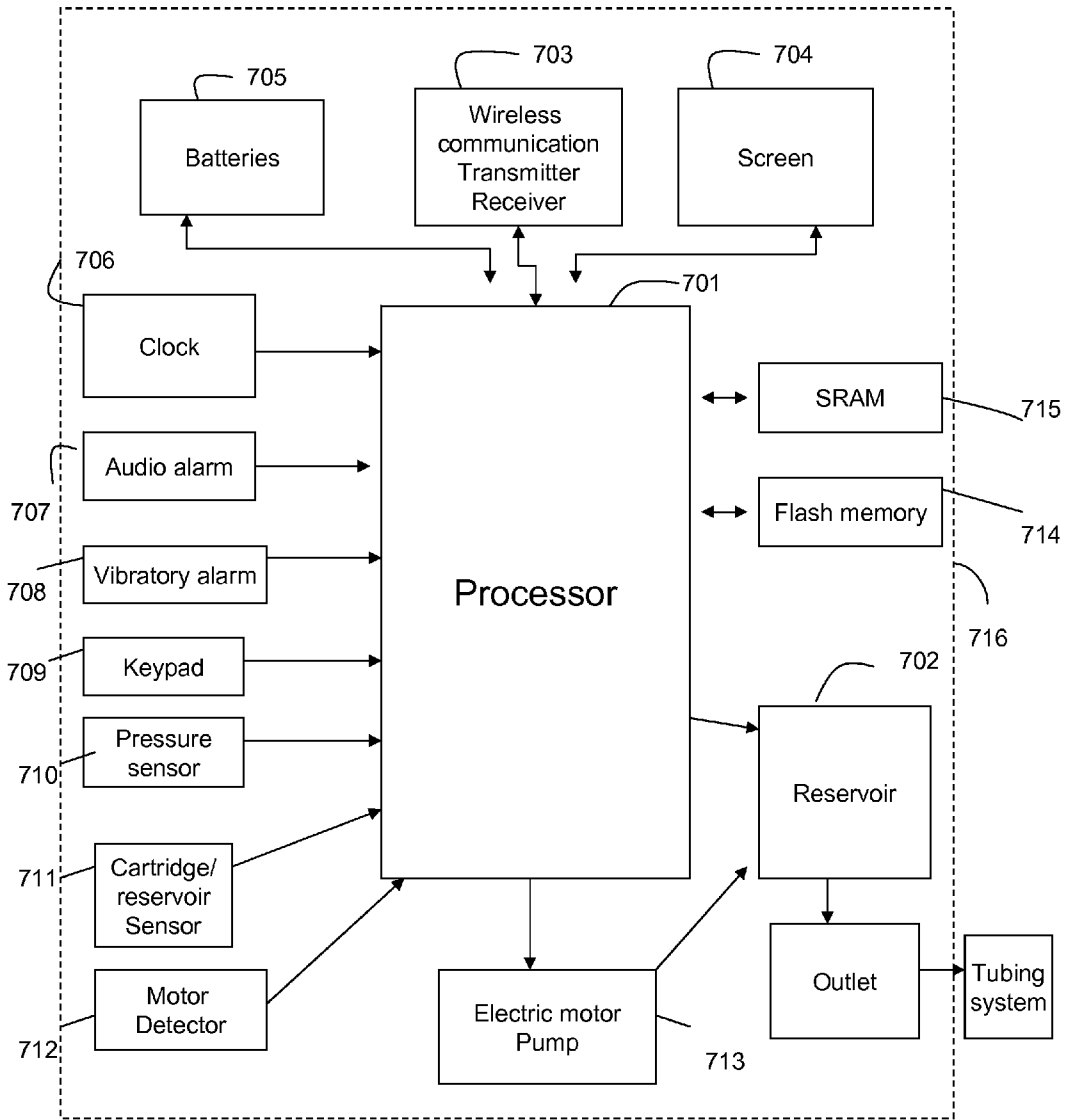 705
703
704
Batteries
Wireless
communication
Transmitter
Receiver
Screen
706
701
Clock
SRAM
715
Audio alarm
707
Flash memory
714
Vibratory alarm
708
Processor
716
Keypad
709
702
Pressure
sensor
710
Reservoir
Cartridge/
reservoir
Sensor
711
Motor
Detector
712
Electric motor
Pump
713
Outlet
Tubing
system